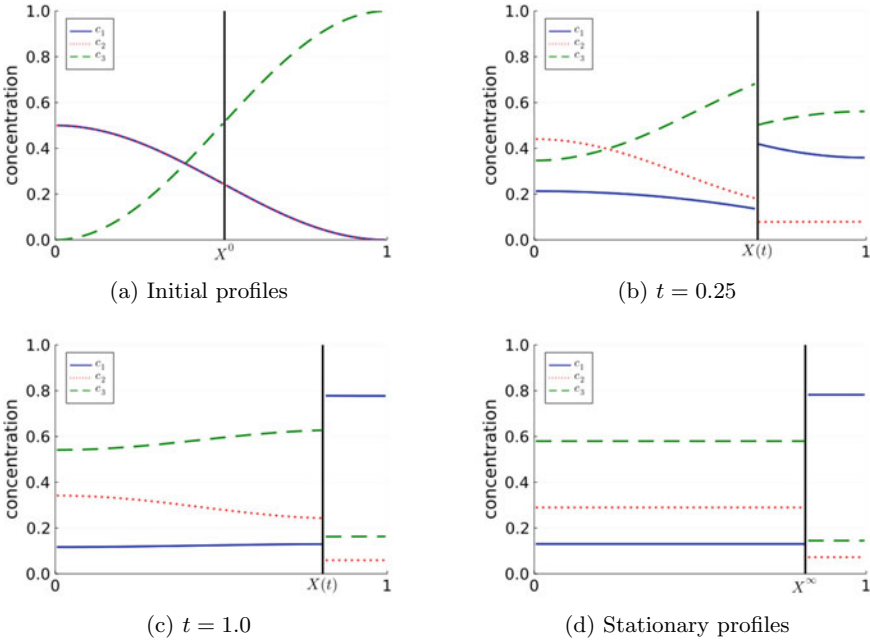 1.0
0.8
0.6
0.4
0.2
0.0
concentration
c₁
c₂
c₃
0
X⁰
1
(a) Initial profiles
1.0
0.8
0.6
0.4
0.2
0.0
concentration
c₁
c₂
c₃
0
X(t)
1
(b) t = 0.25
1.0
0.8
0.6
0.4
0.2
0.0
concentration
c₁
c₂
c₃
0
X(t)
1
(c) t = 1.0
1.0
0.8
0.6
0.4
0.2
0.0
concentration
c₁
c₂
c₃
0
X^∞
1
(d) Stationary profiles